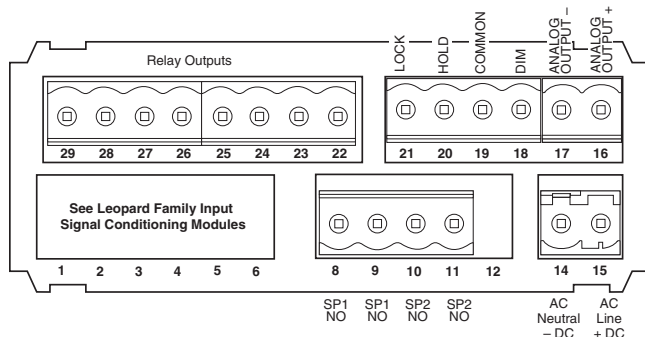 Relay Outputs
LOCK
HOLD
COMMON
DIM
ANALOG
OUTPUT –
ANALOG
OUTPUT +
29 28 27 26 25 24 23 22
21 20 19 18 17 16
See Leopard Family Input
Signal Conditioning Modules
1 2 3 4 5 6
8 9 10 11 12
14 15
SP1 SP1 SP2 SP2
NO NO NO NO
AC
Neutral
– DC
AC
Line
+ DC